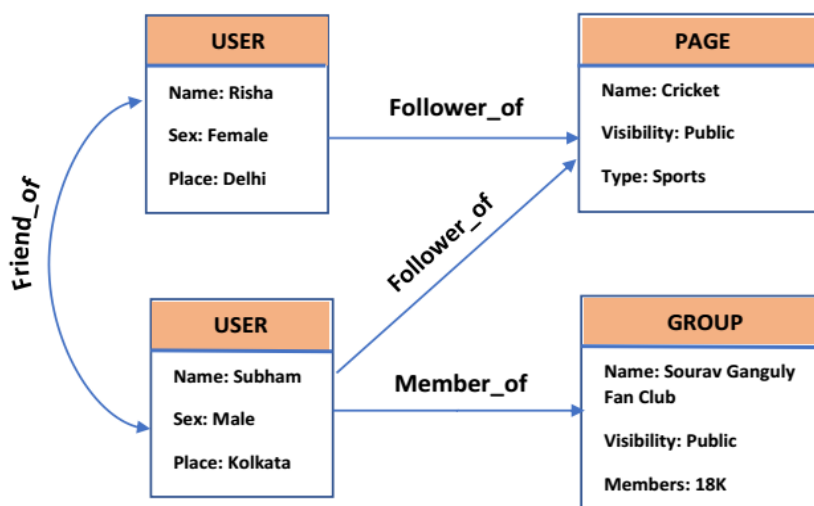 USER
Name: Risha
Sex: Female
Place: Delhi
Follower_of
PAGE
Name: Cricket
Visibility: Public
Type: Sports
Friend_of
Follower_of
USER
Name: Subham
Sex: Male
Place: Kolkata
Member_of
GROUP
Name: Sourav Ganguly
Fan Club
Visibility: Public
Members: 18K